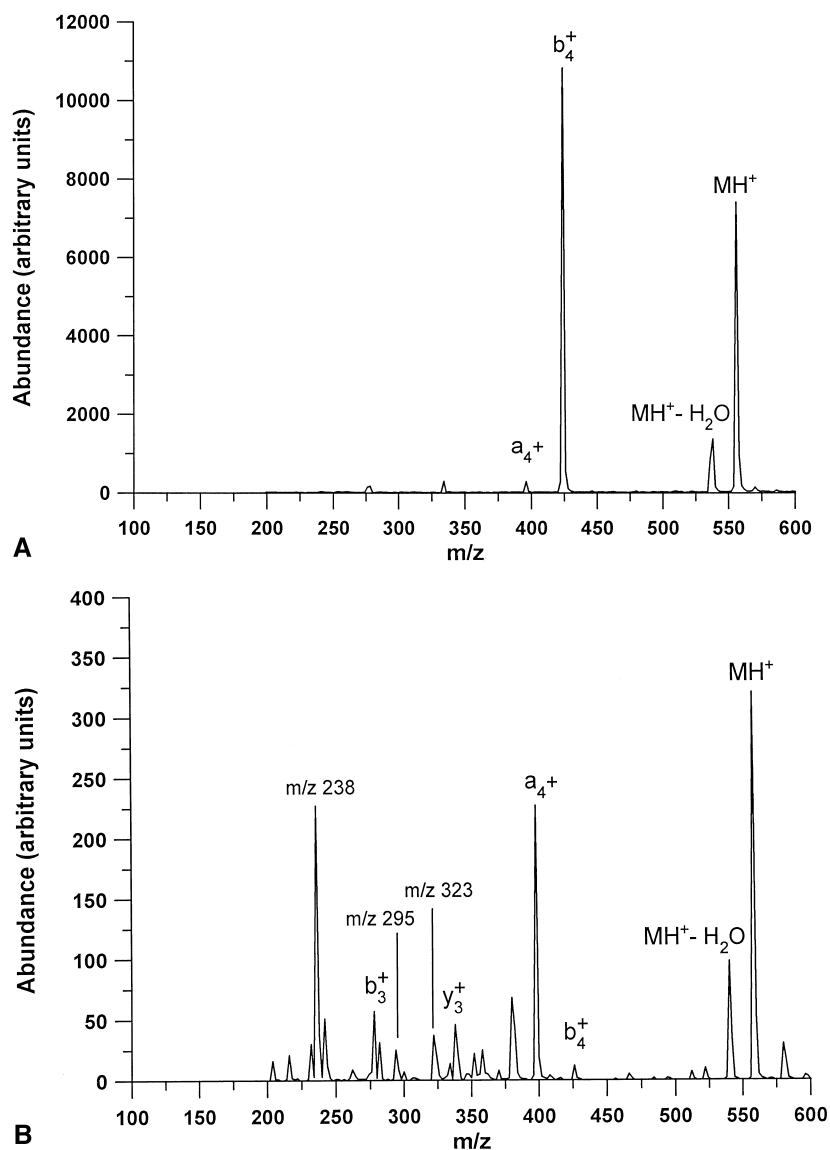 12000
b₄⁺
10000
MH⁺
8000
Abundance (arbitrary units)
6000
4000
MH⁺- H₂O
2000
a₄+
0
100 150 200 250 300 350 400 450 500 550 600
A
m/z
400
350
MH⁺
300
a₄+
m/z 238
250
200
Abundance (arbitrary units)
m/z 323
150
m/z 295
MH⁺- H₂O
100
b₃⁺
y₃⁺
b₄⁺
50
0
100 150 200 250 300 350 400 450 500 550 600
B
m/z